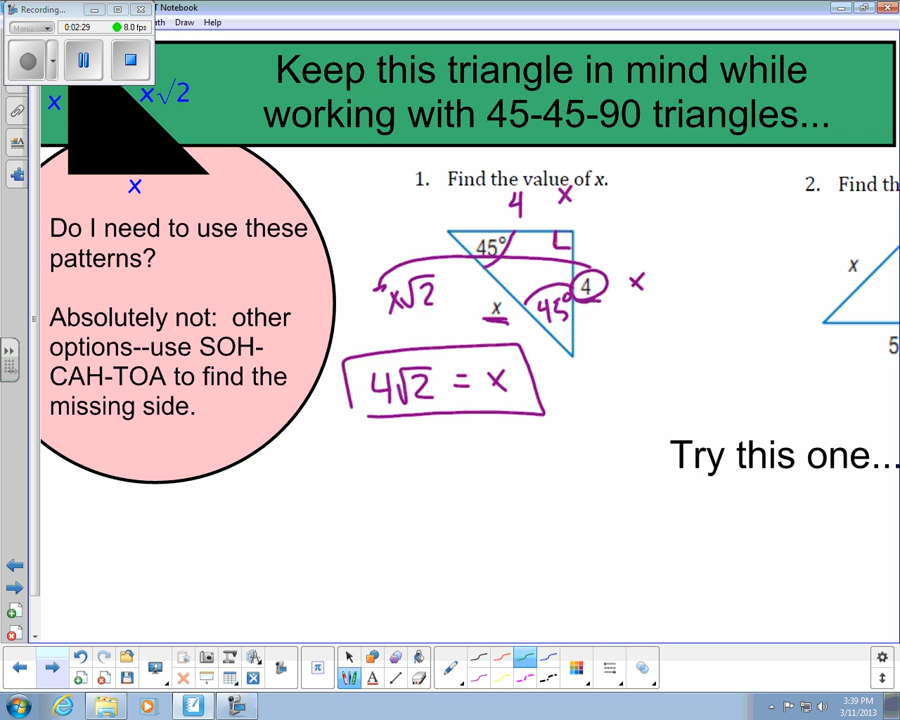 Recording...
T Notebook
Menu
0:02:29
8.0 fps
th Draw Help
Keep this triangle in mind while
working with 45-45-90 triangles...
x
x√2
x
Do I need to use these
patterns?
Absolutely not: other
options--use SOH-
CAH-TOA to find the
missing side.
1. Find the value of x.
4 x
45°
4 x
x√2
x
45°
4√2 = x
2. Find th
x
5
Try this one...
A
3:39 PM
3/11/2013